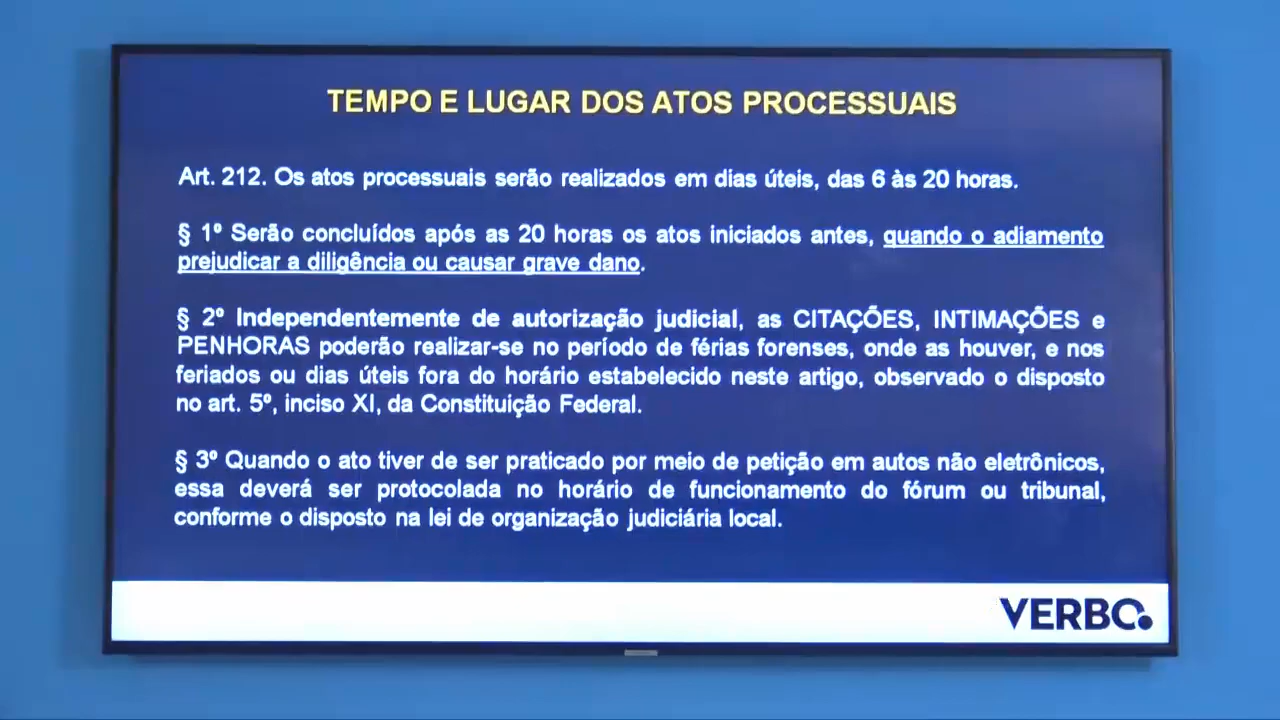 TEMPO E LUGAR DOS ATOS PROCESSUAIS
Art. 212. Os atos processuais serão realizados em dias úteis, das 6 às 20 horas.
§ 1º Serão concluídos após as 20 horas os atos iniciados antes, quando o adiamento
prejudicar a diligência ou causar grave dano.
§ 2º Independentemente de autorização judicial, as CITAÇÕES, INTIMAÇÕES e
PENHORAS poderão realizar-se no período de férias forenses, onde as houver, e nos
feriados ou dias úteis fora do horário estabelecido neste artigo, observado o disposto
no art. 5º, inciso XI, da Constituição Federal.
§ 3º Quando o ato tiver de ser praticado por meio de petição em autos não eletrônicos,
essa deverá ser protocolada no horário de funcionamento do fórum ou tribunal,
conforme o disposto na lei de organização judiciária local.
VERBO.